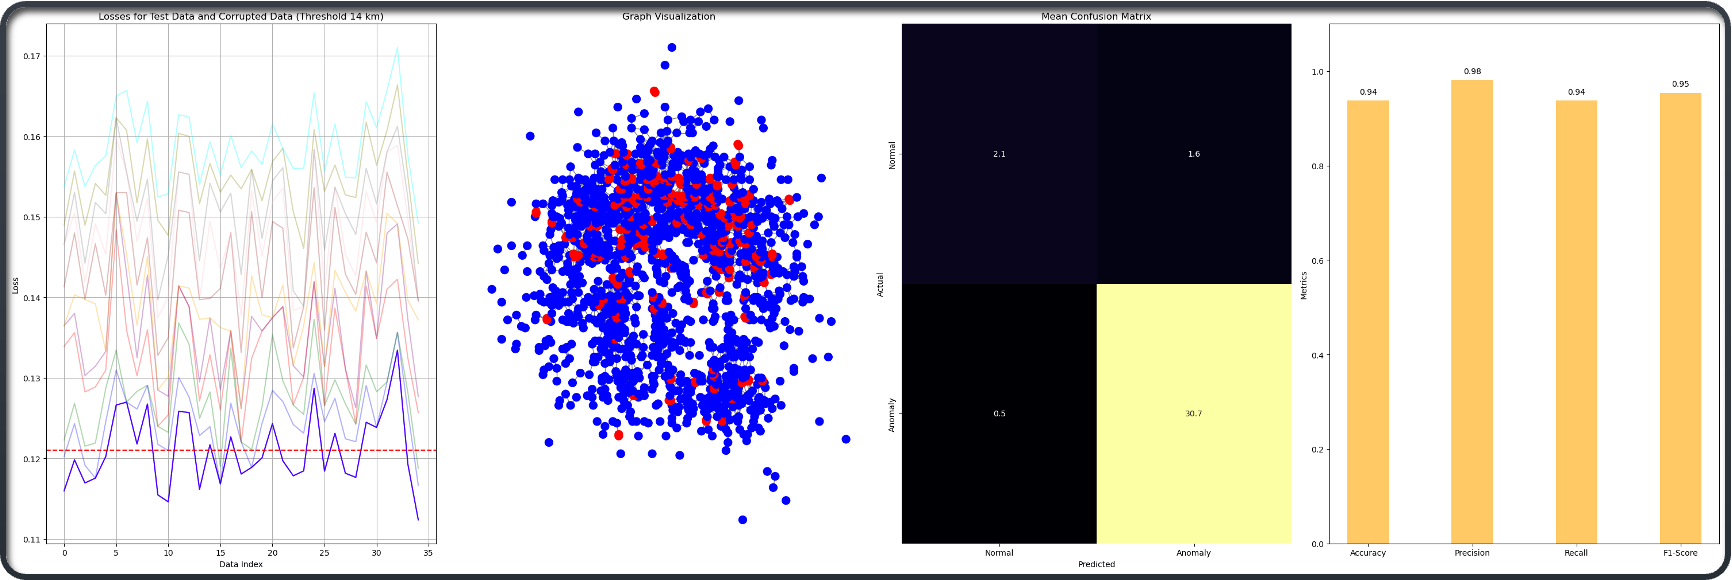 Losses for Test Data and Corrupted Data (Threshold 14 km)
Loss
0.17
0.16
0.15
0.14
0.13
0.12
0.11
0
5
10
15
20
25
30
35
Data Index
Graph Visualization
Mean Confusion Matrix
Actual
Normal
Anomaly
2.1
1.6
0.5
30.7
Normal
Anomaly
Predicted
Metrics
1.0
0.8
0.6
0.4
0.2
0.0
0.94
0.98
0.94
0.95
Accuracy
Precision
Recall
F1-Score